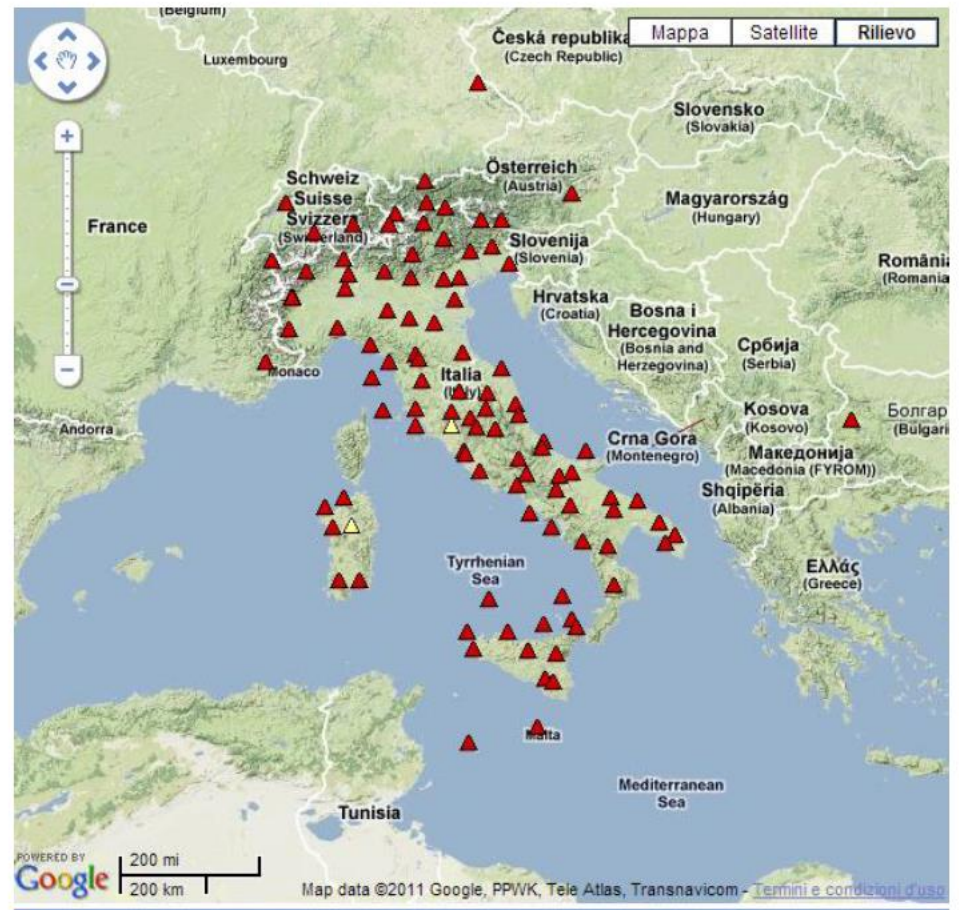 (Belgium)
Luxembourg
Česká republika
(Czech Republic)
Mappa
Satellite
Rilievo
Slovensko
(Slovakia)
Österreich
(Austria)
Schweiz
Suisse
Svizzera
(Switzerland)
France
Magyarország
(Hungary)
Slovenija
(Slovenia)
România
(Romania
Hrvatska
(Croatia)
Bosna i
Hercegovina
(Bosnia and
Herzegovina)
Србија
(Serbia)
Monaco
Italia
(Italy)
Andorra
Kosovo
(Kosovo)
Болгар
(Bulgari
Crna Gora
(Montenegro)
Македонија
(Macedonia (FYROM))
Shqipëria
(Albania)
Ελλάς
(Greece)
Tyrrhenian
Sea
Malta
Mediterranean
Sea
Tunisia
POWERED BY
Google
200 mi
200 km
Map data ©2011 Google, PPWK, Tele Atlas, Transnavicom - Termini e condizioni d'uso